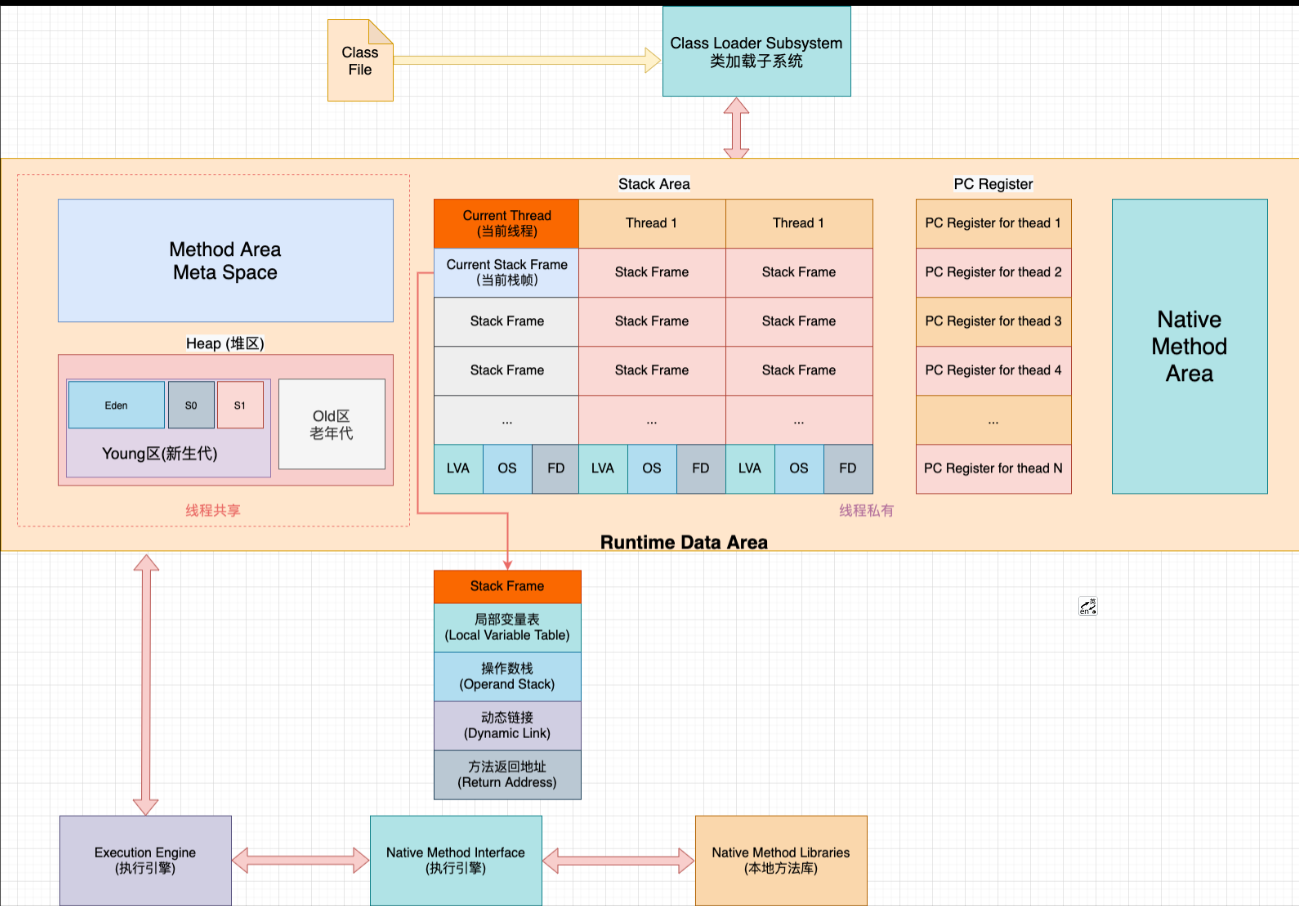 Class
File
Class Loader Subsystem
类加载子系统
Stack Area
PC Register
Method Area
Meta Space
Heap (堆区)
Eden
S0
S1
Young区(新生代)
Old区
老年代
线程共享
Current Thread
(当前线程)
Thread 1
Thread 1
Current Stack Frame
(当前栈帧)
Stack Frame
Stack Frame
Stack Frame
Stack Frame
Stack Frame
Stack Frame
Stack Frame
Stack Frame
...
...
...
LVA
OS
FD
LVA
OS
FD
LVA
OS
FD
PC Register for thead 1
PC Register for thead 2
PC Register for thead 3
PC Register for thead 4
...
PC Register for thead N
Native
Method
Area
线程私有
Runtime Data Area
Stack Frame
局部变量表
(Local Variable Table)
操作数栈
(Operand Stack)
动态链接
(Dynamic Link)
方法返回地址
(Return Address)
Execution Engine
(执行引擎)
Native Method Interface
(执行引擎)
Native Method Libraries
(本地方法库)